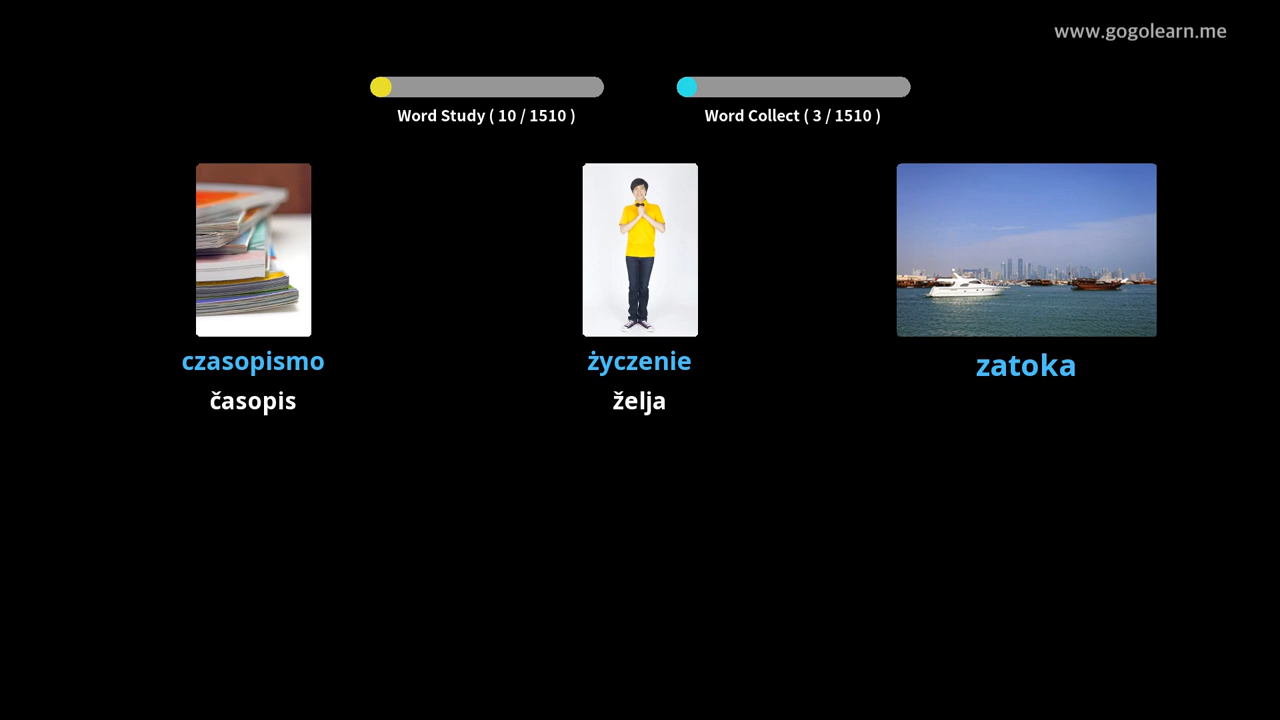 www.gogolearn.me
Word Study ( 10 / 1510 )
Word Collect ( 3 / 1510 )
czasopismo
časopis
życzenie
želja
zatoka